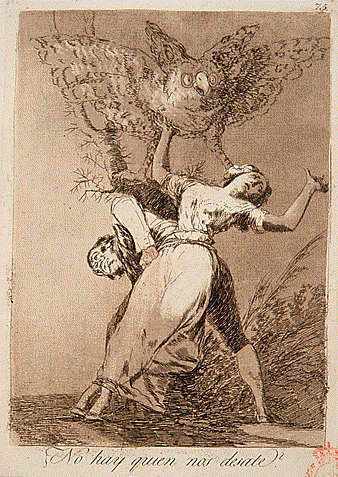 75.
¿No hay quien nos desate?